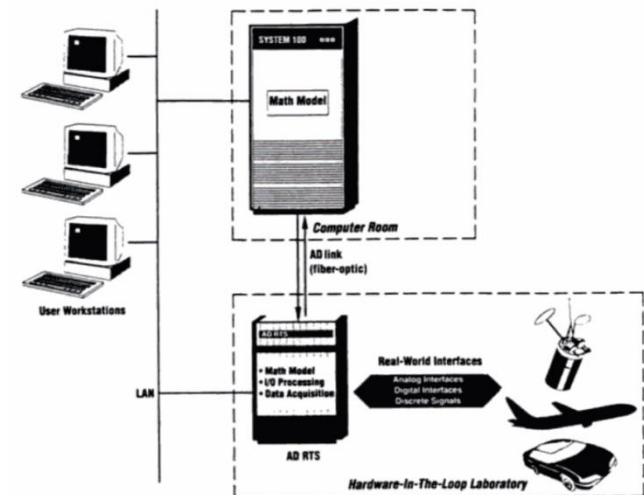 SYSTEM 100
Math Model
Computer Room
AD link
(fiber-optic)
User Workstations
LAN
AD RTS
• Math Model
• I/O Processing
• Data Acquisition
AD RTS
Real-World Interfaces
Analog Interfaces
Digital Interfaces
Discrete Signals
Hardware-In-The-Loop Laboratory